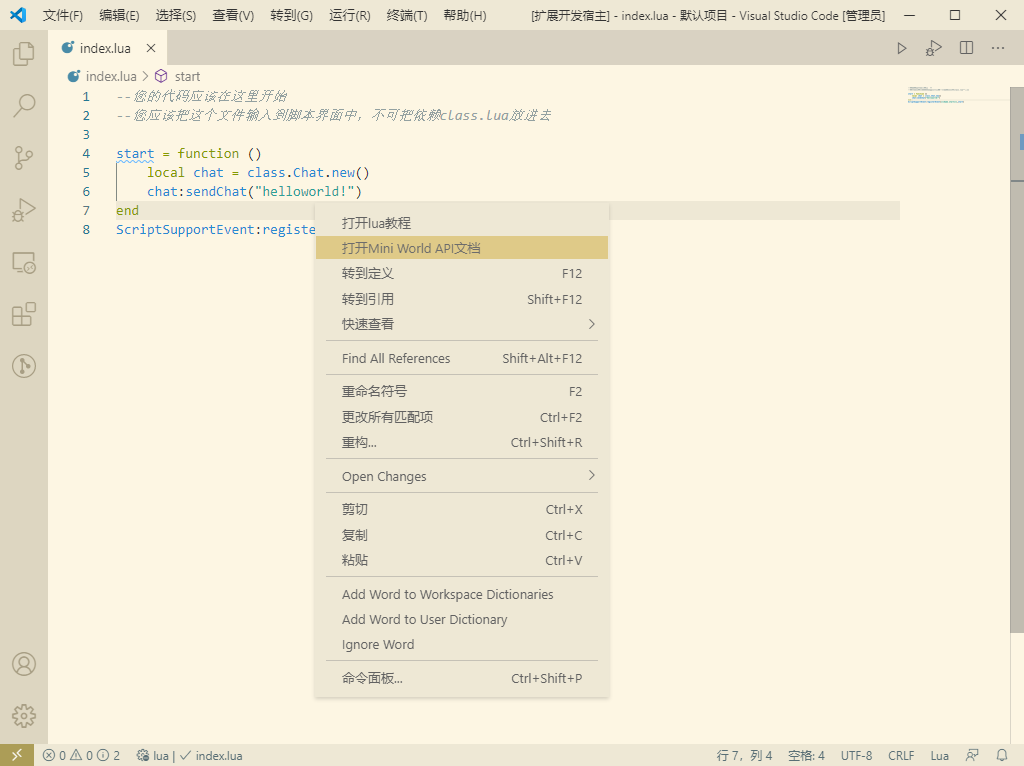 文件(F) 编辑(E) 选择(S) 查看(V) 转到(G) 运行(R) 终端(T) 帮助(H) [扩展开发宿主] - index.lua - 默认项目 - Visual Studio Code [管理员]
index.lua
index.lua > start
1 --您的代码应该在这里开始
2 --您应该把这个文件输入到脚本界面中，不可把依赖class.lua放进去
3
4 start = function ()
5 local chat = class.Chat.new()
6 chat:sendChat("helloworld!")
7 end
8 ScriptSupportEvent:registe
打开lua教程
打开Mini World API文档
转到定义 F12
转到引用 Shift+F12
快速查看
Find All References Shift+Alt+F12
重命名符号 F2
更改所有匹配项 Ctrl+F2
重构... Ctrl+Shift+R
Open Changes
剪切 Ctrl+X
复制 Ctrl+C
粘贴 Ctrl+V
Add Word to Workspace Dictionaries
Add Word to User Dictionary
Ignore Word
命令面板... Ctrl+Shift+P
0 0 2 lua | index.lua 行 7，列 4 空格: 4 UTF-8 CRLF Lua